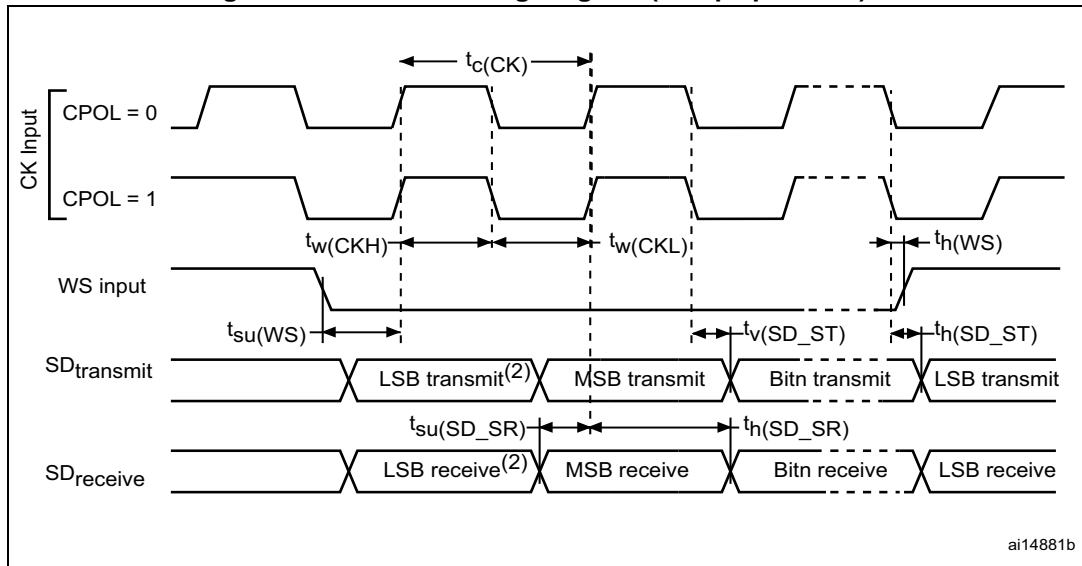 tc(CK)
CK Input
CPOL = 0
CPOL = 1
tw(CKH)
tw(CKL)
th(WS)
WS input
tsu(WS)
tv(SD_ST)
th(SD_ST)
SDtransmit
LSB transmit(2)
MSB transmit
Bitn transmit
LSB transmit
tsu(SD_SR)
th(SD_SR)
SDreceive
LSB receive(2)
MSB receive
Bitn receive
LSB receive
ai14881b